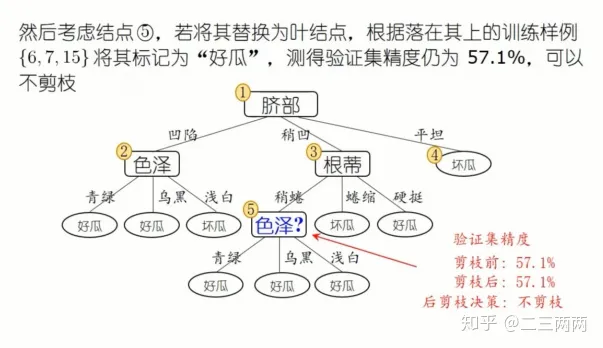 然后考虑结点⑤，若将其替换为叶结点，根据落在其上的训练样例
{6,7,15} 将其标记为“好瓜”，测得验证集精度仍为 57.1%，可以
不剪枝
① 脐部
凹陷 稍凹 平坦
② 色泽 ③ 根蒂 ④ 坏瓜
青绿 乌黑 浅白 稍蜷 蜷缩 硬挺
好瓜 好瓜 坏瓜 ⑤ 色泽? 坏瓜 好瓜
青绿 乌黑 浅白
好瓜 好瓜 好瓜
验证集精度
剪枝前：57.1%
剪枝后：57.1%
后剪枝决策：不剪枝
知乎 @二三两两